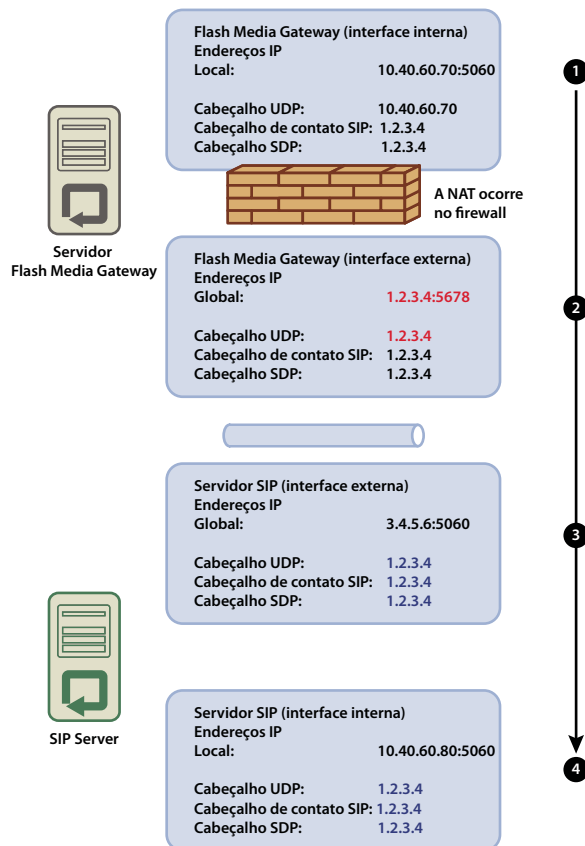 Flash Media Gateway (interface interna)
Endereços IP
Local: 10.40.60.70:5060
Cabeçalho UDP: 10.40.60.70
Cabeçalho de contato SIP: 1.2.3.4
Cabeçalho SDP: 1.2.3.4
1
A NAT ocorre
no firewall
Servidor
Flash Media Gateway
Flash Media Gateway (interface externa)
Endereços IP
Global: 1.2.3.4:5678
Cabeçalho UDP: 1.2.3.4
Cabeçalho de contato SIP: 1.2.3.4
Cabeçalho SDP: 1.2.3.4
2
Servidor SIP (interface externa)
Endereços IP
Global: 3.4.5.6:5060
Cabeçalho UDP: 1.2.3.4
Cabeçalho de contato SIP: 1.2.3.4
Cabeçalho SDP: 1.2.3.4
3
SIP Server
Servidor SIP (interface interna)
Endereços IP
Local: 10.40.60.80:5060
Cabeçalho UDP: 1.2.3.4
Cabeçalho de contato SIP: 1.2.3.4
Cabeçalho SDP: 1.2.3.4
4